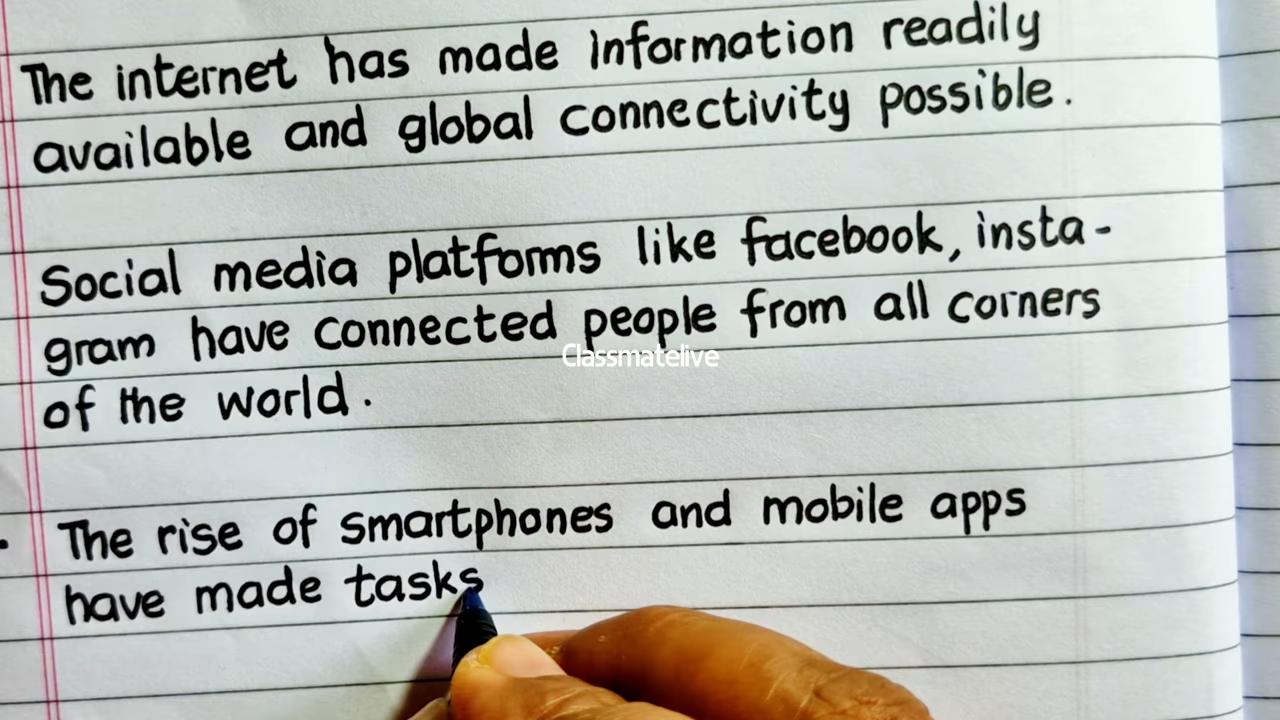 The internet has made information readily
available and global connectivity possible.
Social media platforms like facebook, insta-
gram have connected people from all corners
Classmatelive
of the world.
The rise of smartphones and mobile apps
have made tasks